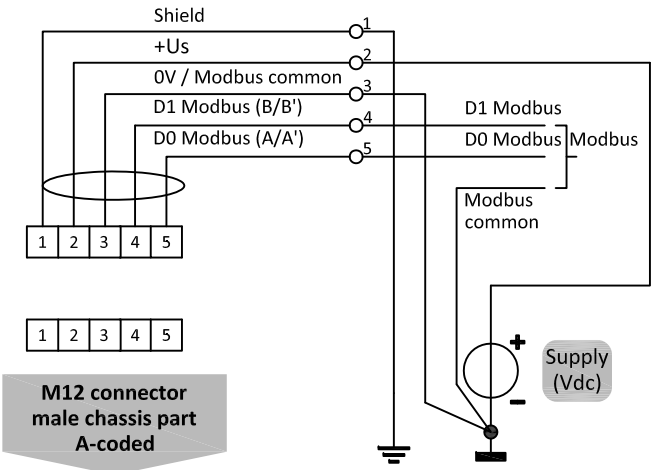 Shield
1
+Us
2
0V / Modbus common
3
D1 Modbus (B/B')
4
D1 Modbus
D0 Modbus (A/A')
5
D0 Modbus
Modbus
Modbus
common
1 2 3 4 5
1 2 3 4 5
+
Supply
(Vdc)
M12 connector
male chassis part
A-coded